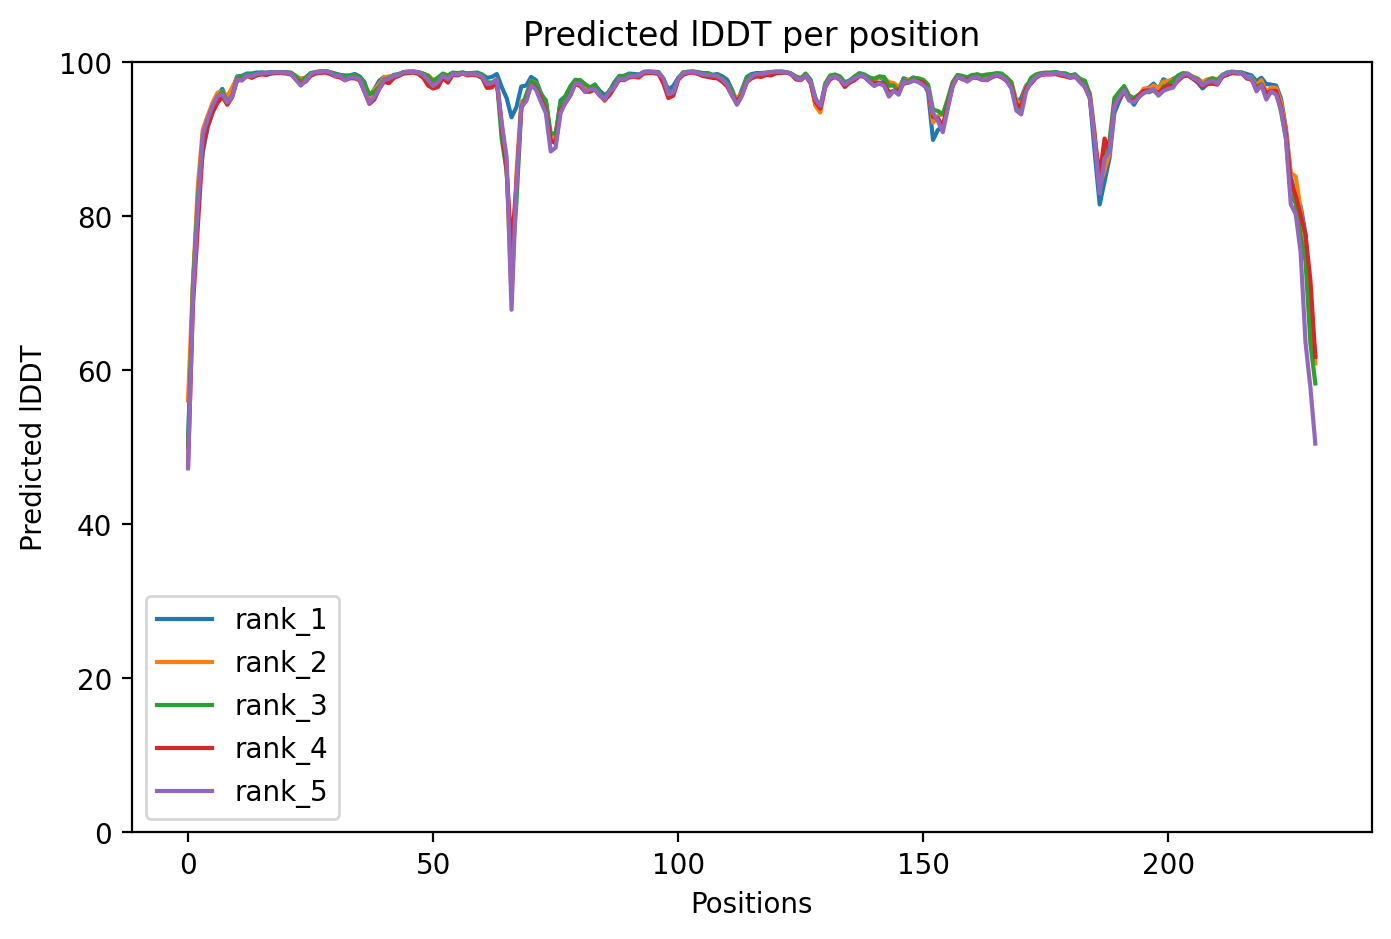 Predicted lDDT per position
Predicted lDDT
100
80
60
40
20
0
rank_1
rank_2
rank_3
rank_4
rank_5
0 50 100 150 200
Positions